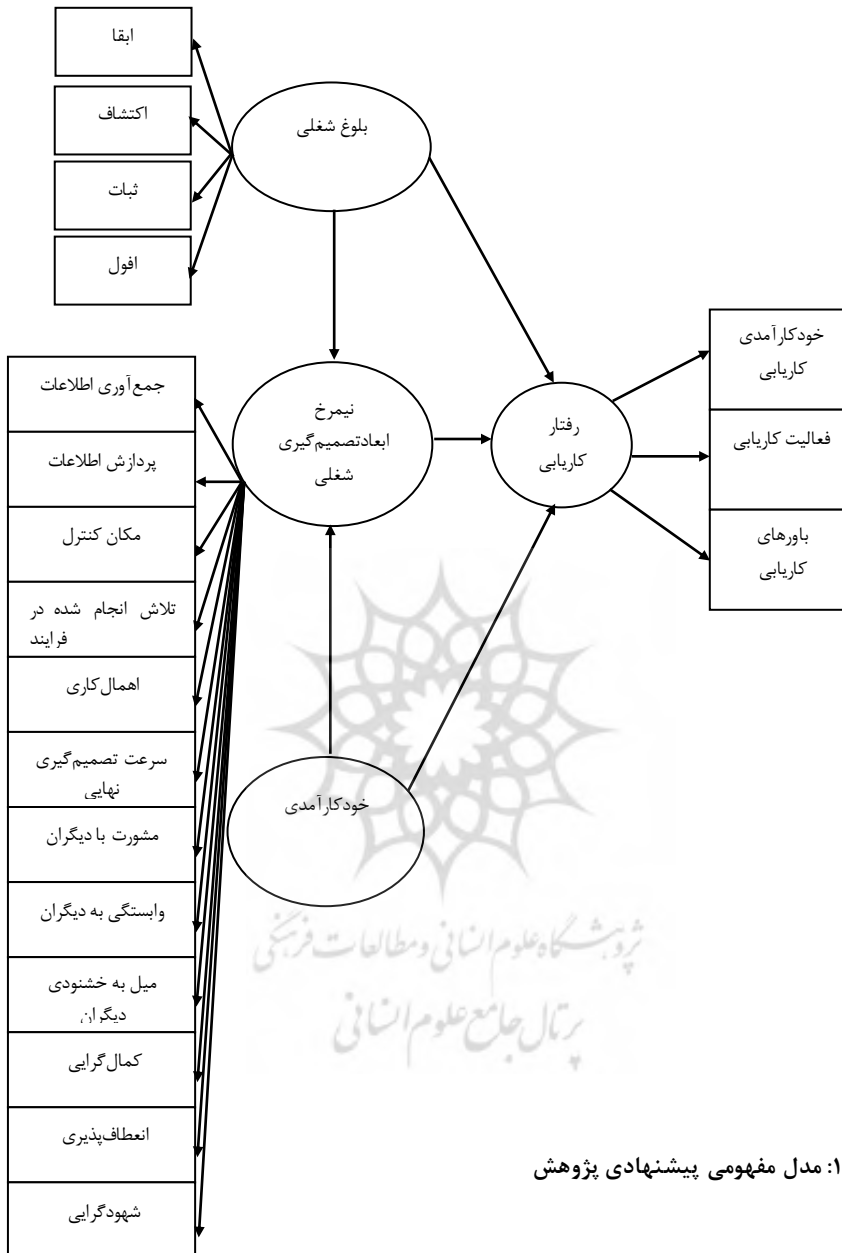 ابقا
اکتشاف
ثبات
افول
بلوغ شغلی
جمع‌آوری اطلاعات
پردازش اطلاعات
مکان کنترل
تلاش انجام شده در
فرایند
اهمال‌کاری
سرعت تصمیم‌گیری
نهایی
مشورت با دیگران
وابستگی به دیگران
میل به خشنودی
دیگران
کمال‌گرایی
انعطاف‌پذیری
شهودگرایی
نیمرخ
ابعادتصمیم‌گیری
شغلی
خودکارآمدی
رفتار
کاریابی
خودکارآمدی
کاریابی
فعالیت کاریابی
باورهای
کاریابی
پژوهشگاه علوم انسانی و مطالعات فرهنگی
پرتال جامع علوم انسانی
۱: مدل مفهومی پیشنهادی پژوهش